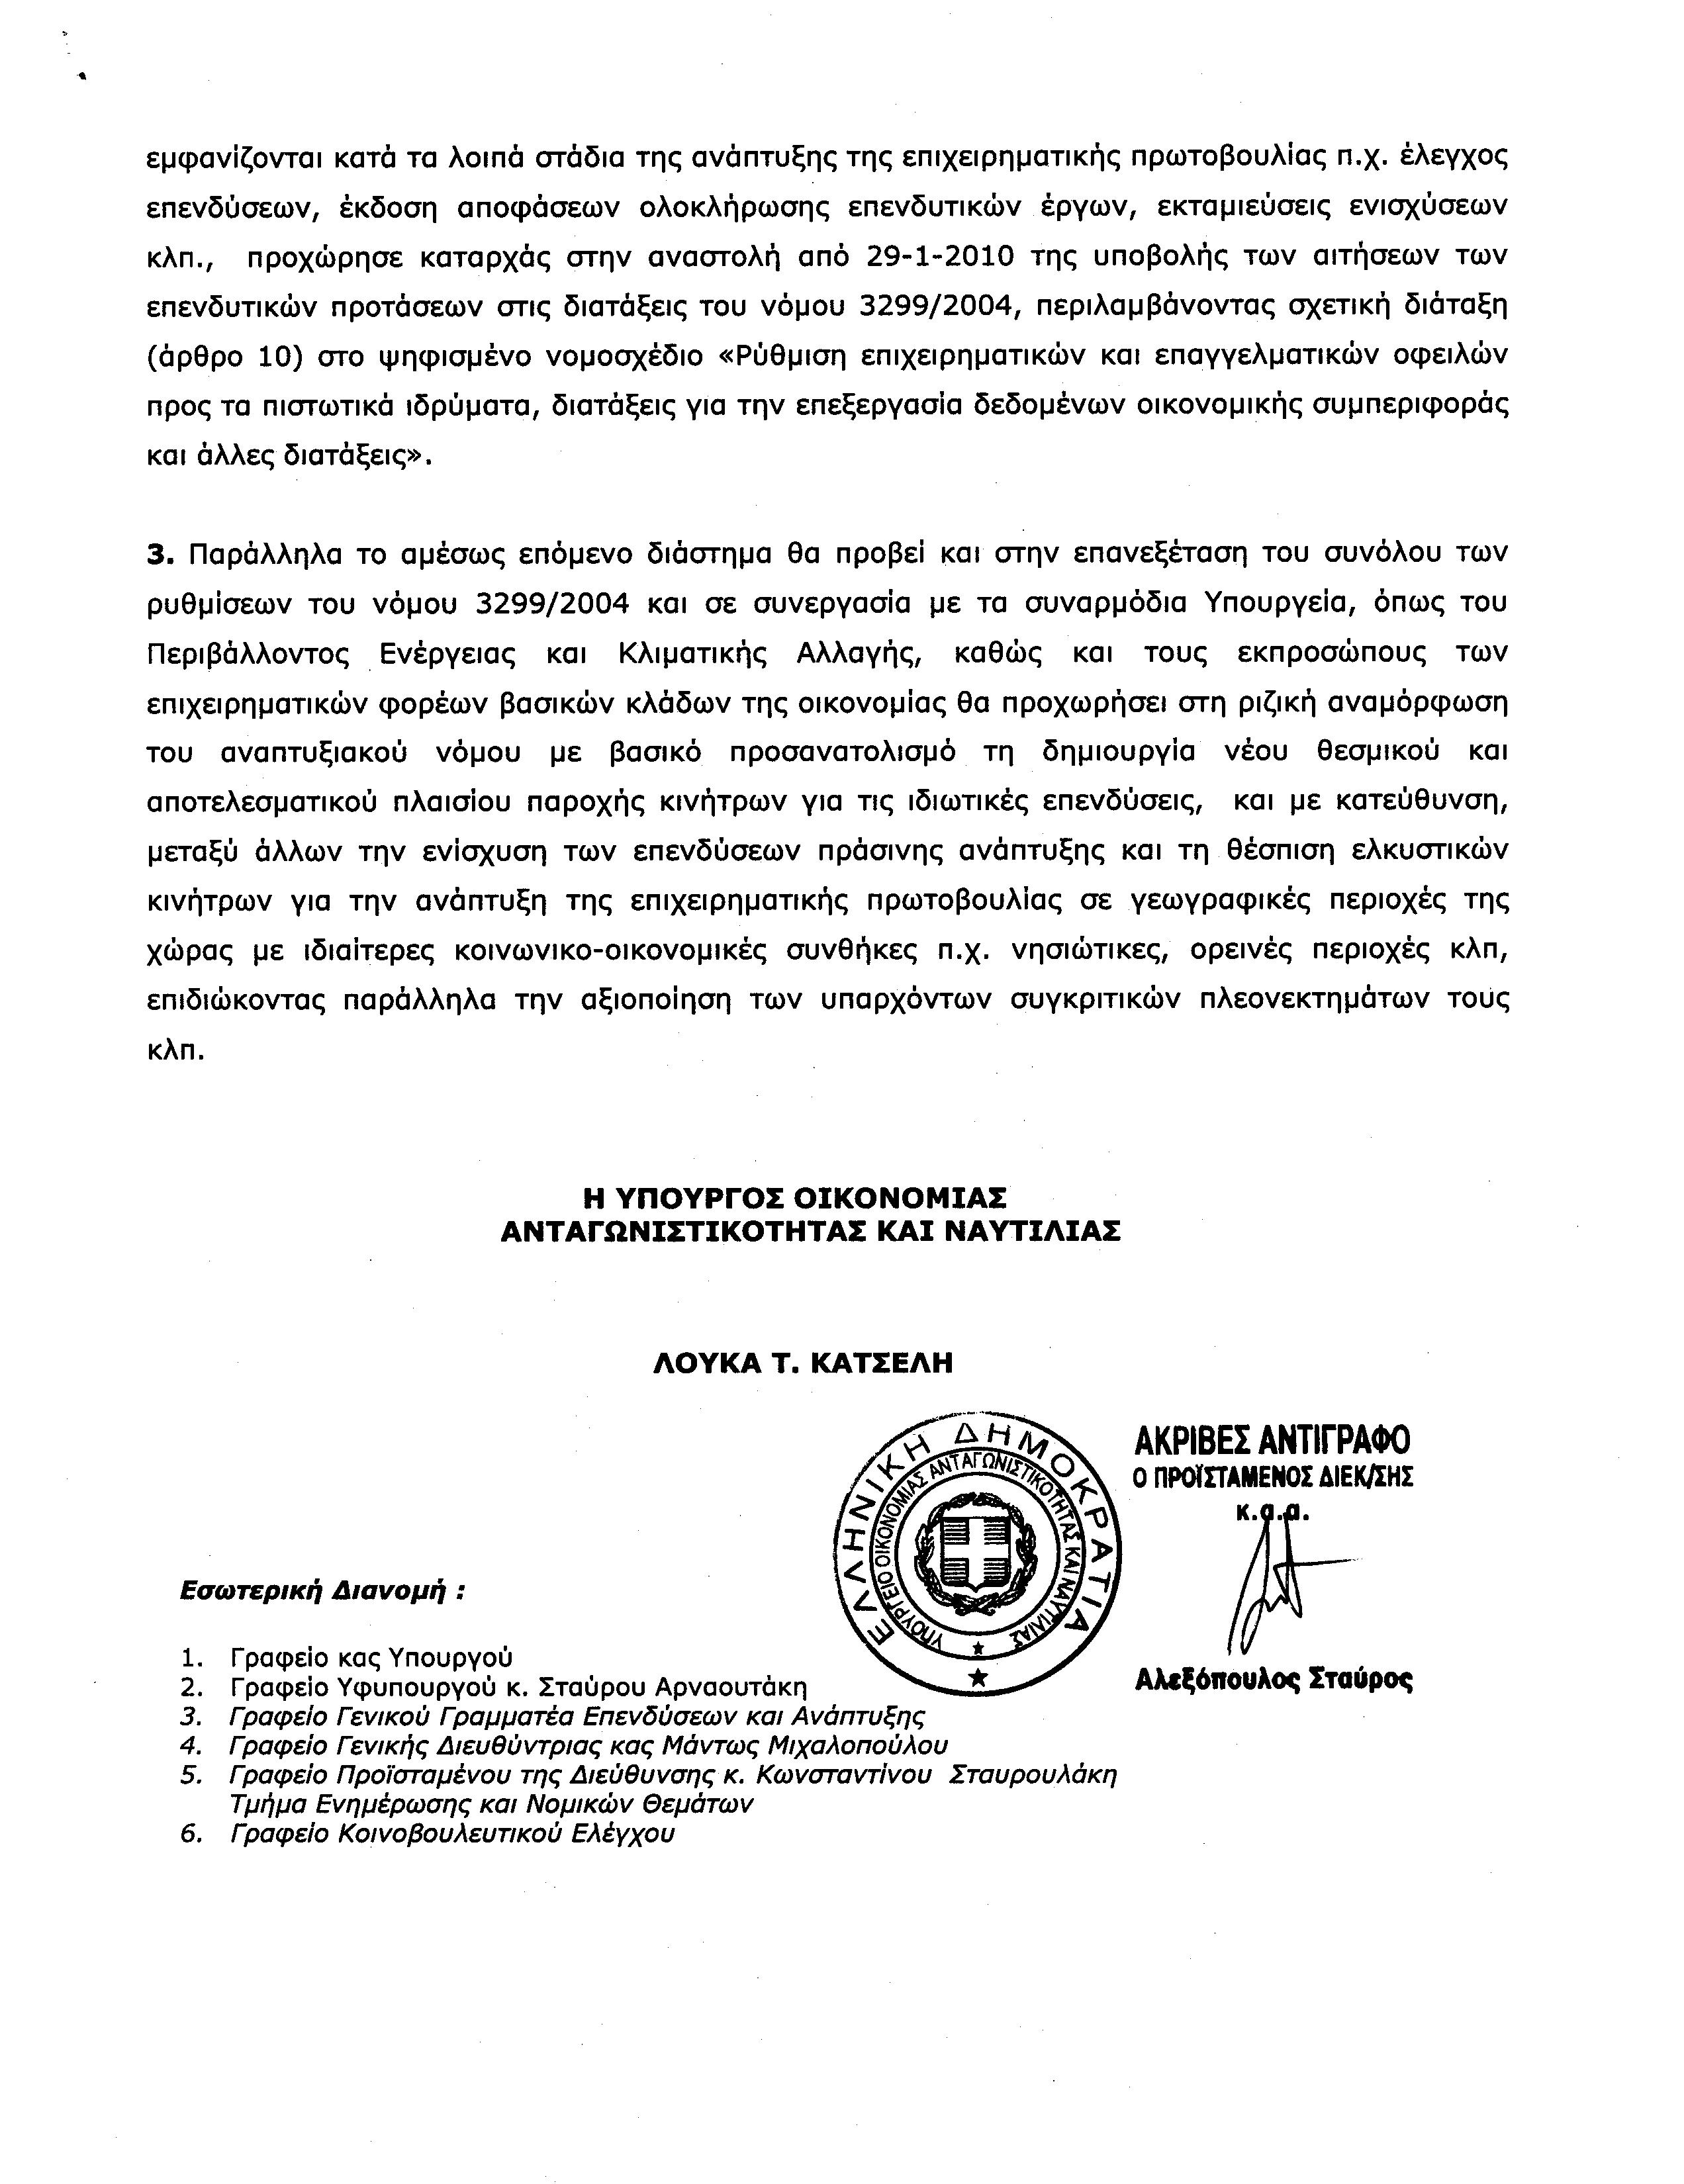 εμφανίζονται κατά τα λοιπά στάδια της ανάπτυξης της επιχειρηματικής πρωτοβουλίας π.χ. έλεγχος
επενδύσεων, έκδοση αποφάσεων ολοκλήρωσης επενδυτικών έργων, εκταμιεύσεις ενισχύσεων
κλπ., προχώρησε καταρχάς στην αναστολή από 29-1-2010 της υποβολής των αιτήσεων των
επενδυτικών προτάσεων στις διατάξεις του νόμου 3299/2004, περιλαμβάνοντας σχετική διάταξη
(άρθρο 10) στο ψηφισμένο νομοσχέδιο «Ρύθμιση επιχειρηματικών και επαγγελματικών οφειλών
προς τα πιστωτικά ιδρύματα, διατάξεις για την επεξεργασία δεδομένων οικονομικής συμπεριφοράς
και άλλες διατάξεις».
3. Παράλληλα το αμέσως επόμενο διάστημα θα προβεί και στην επανεξέταση του συνόλου των
ρυθμίσεων του νόμου 3299/2004 και σε συνεργασία με τα συναρμόδια Υπουργεία, όπως του
Περιβάλλοντος Ενέργειας και Κλιματικής Αλλαγής, καθώς και τους εκπροσώπους των
επιχειρηματικών φορέων βασικών κλάδων της οικονομίας θα προχωρήσει στη ριζική αναμόρφωση
του αναπτυξιακού νόμου με βασικό προσανατολισμό τη δημιουργία νέου θεσμικού και
αποτελεσματικού πλαισίου παροχής κινήτρων για τις ιδιωτικές επενδύσεις, και με κατεύθυνση,
μεταξύ άλλων την ενίσχυση των επενδύσεων πράσινης ανάπτυξης και τη θέσπιση ελκυστικών
κινήτρων για την ανάπτυξη της επιχειρηματικής πρωτοβουλίας σε γεωγραφικές περιοχές της
χώρας με ιδιαίτερες κοινωνικο-οικονομικές συνθήκες π.χ. νησιώτικες, ορεινές περιοχές κλπ,
επιδιώκοντας παράλληλα την αξιοποίηση των υπαρχόντων συγκριτικών πλεονεκτημάτων τους
κλπ.
Η ΥΠΟΥΡΓΟΣ ΟΙΚΟΝΟΜΙΑΣ
ΑΝΤΑΓΩΝΙΣΤΙΚΟΤΗΤΑΣ ΚΑΙ ΝΑΥΤΙΛΙΑΣ
ΛΟΥΚΑ Τ. ΚΑΤΣΕΛΗ
ΕΛΛΗΝΙΚΗ ΔΗΜΟΚΡΑΤΙΑ
ΥΠΟΥΡΓΕΙΟ ΟΙΚΟΝΟΜΙΑΣ ΑΝΤΑΓΩΝΙΣΤΙΚΟΤΗΤΑΣ ΚΑΙ ΝΑΥΤΙΛΙΑΣ
ΑΚΡΙΒΕΣ ΑΝΤΙΓΡΑΦΟ
Ο ΠΡΟΪΣΤΑΜΕΝΟΣ ΔΙΕΚ/ΣΗΣ
κ.α.α.
Αλεξόπουλος Σταύρος
Εσωτερική Διανομή :
1. Γραφείο κας Υπουργού
2. Γραφείο Υφυπουργού κ. Σταύρου Αρναουτάκη
3. Γραφείο Γενικού Γραμματέα Επενδύσεων και Ανάπτυξης
4. Γραφείο Γενικής Διευθύντριας κας Μάντως Μιχαλοπούλου
5. Γραφείο Προϊσταμένου της Διεύθυνσης κ. Κωνσταντίνου Σταυρουλάκη
Τμήμα Ενημέρωσης και Νομικών Θεμάτων
6. Γραφείο Κοινοβουλευτικού Ελέγχου